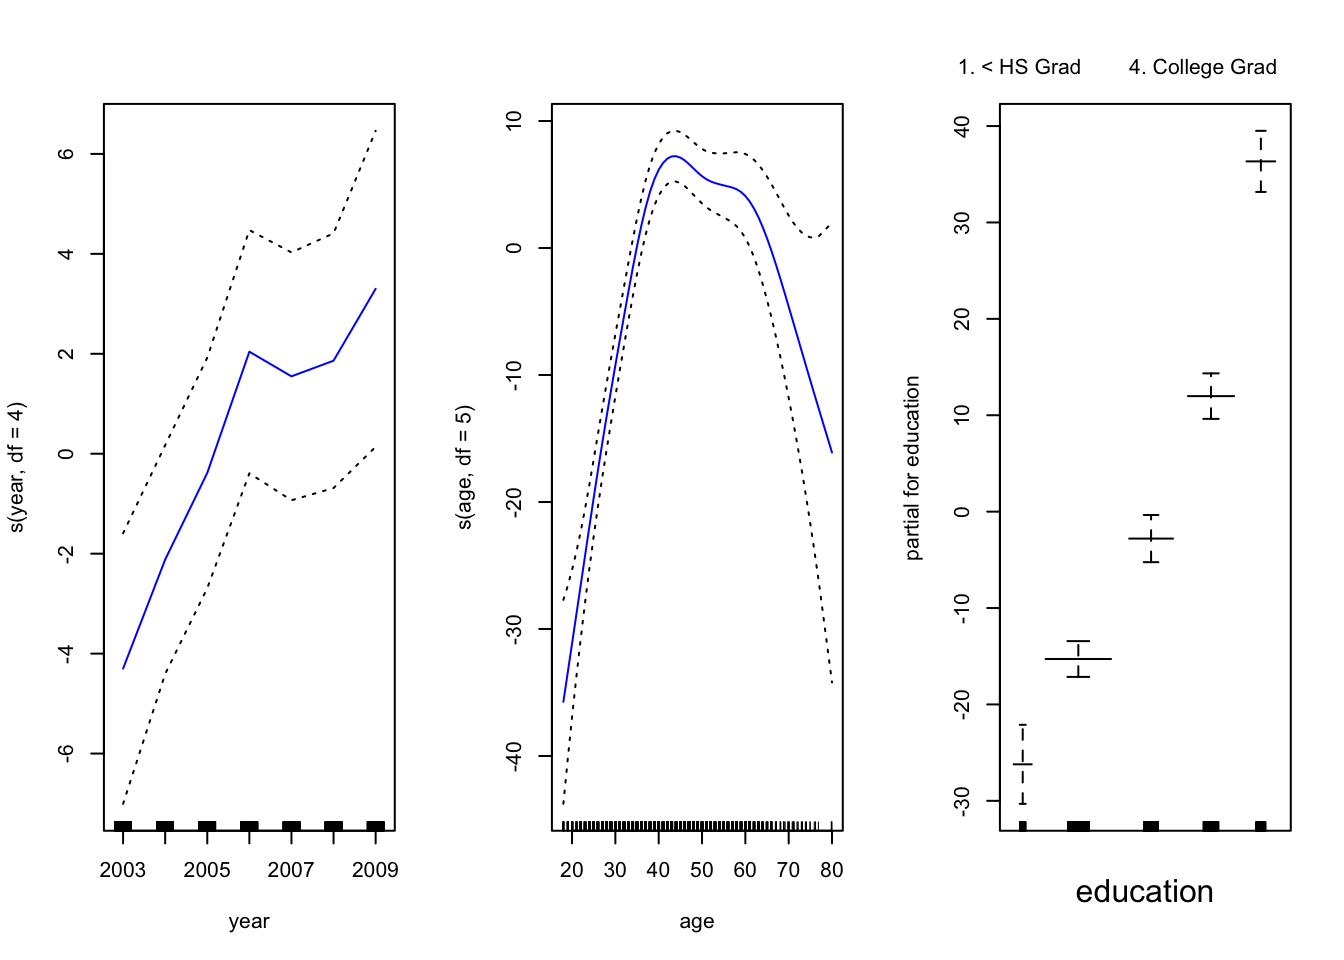 s(year, df = 4)
6
4
2
0
-2
-4
-6
2003 2005 2007 2009
year
s(age, df = 5)
10
0
-10
-20
-30
-40
20 30 40 50 60 70 80
age
1. < HS Grad 4. College Grad
partial for education
40
30
20
10
0
-10
-20
-30
education